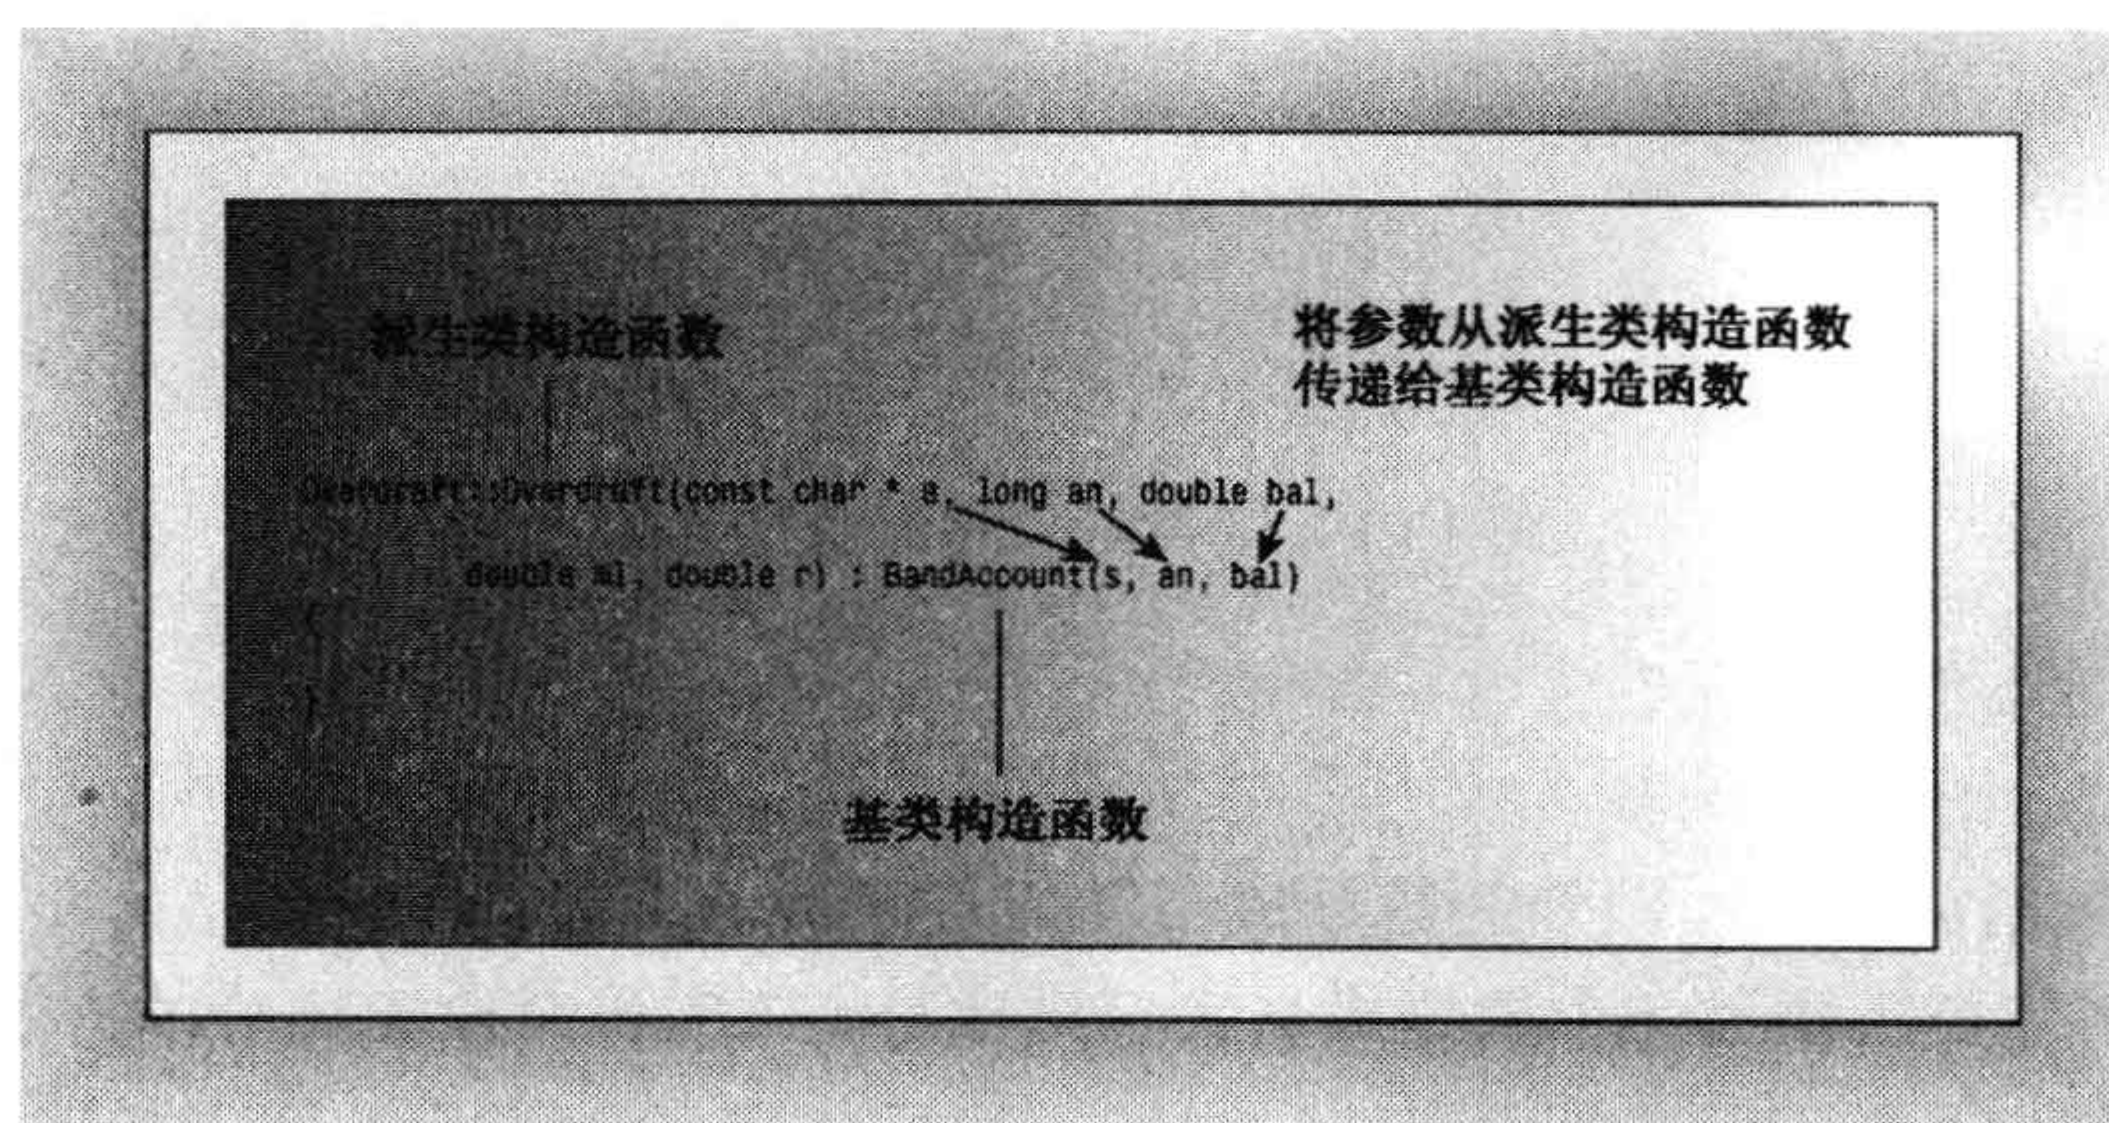 派生类构造函数
将参数从派生类构造函数
传递给基类构造函数
Overdraft::Overdraft(const char * s, long an, double bal,
double ml, double r) : BandAccount(s, an, bal)
{
}
基类构造函数